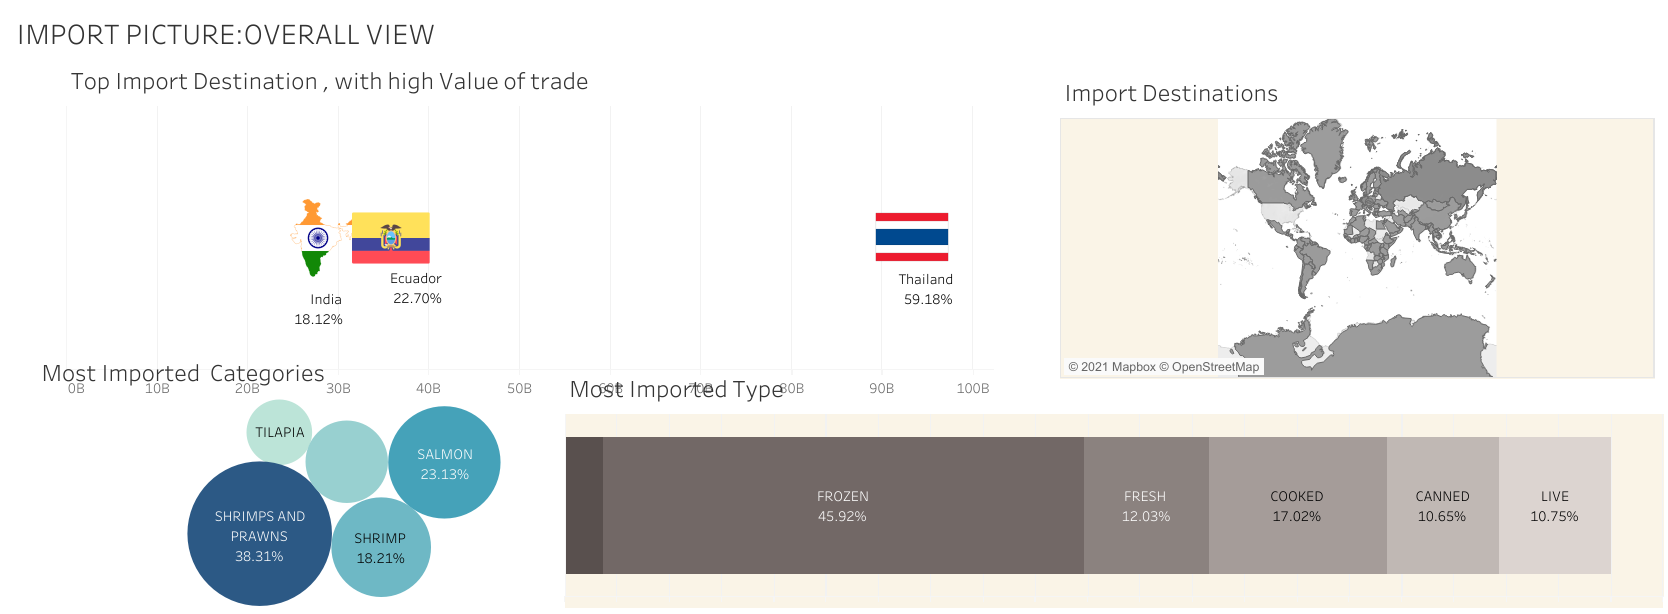 IMPORT PICTURE:OVERALL VIEW
Top Import Destination , with high Value of trade
India
18.12%
Ecuador
22.70%
Thailand
59.18%
0B
10B
20B
30B
40B
50B
60B
70B
80B
90B
100B
Import Destinations
© 2021 Mapbox © OpenStreetMap
Most Imported  Categories
TILAPIA
SALMON
23.13%
SHRIMPS AND
PRAWNS
38.31%
SHRIMP
18.21%
Most Imported Type
FROZEN
45.92%
FRESH
12.03%
COOKED
17.02%
CANNED
10.65%
LIVE
10.75%